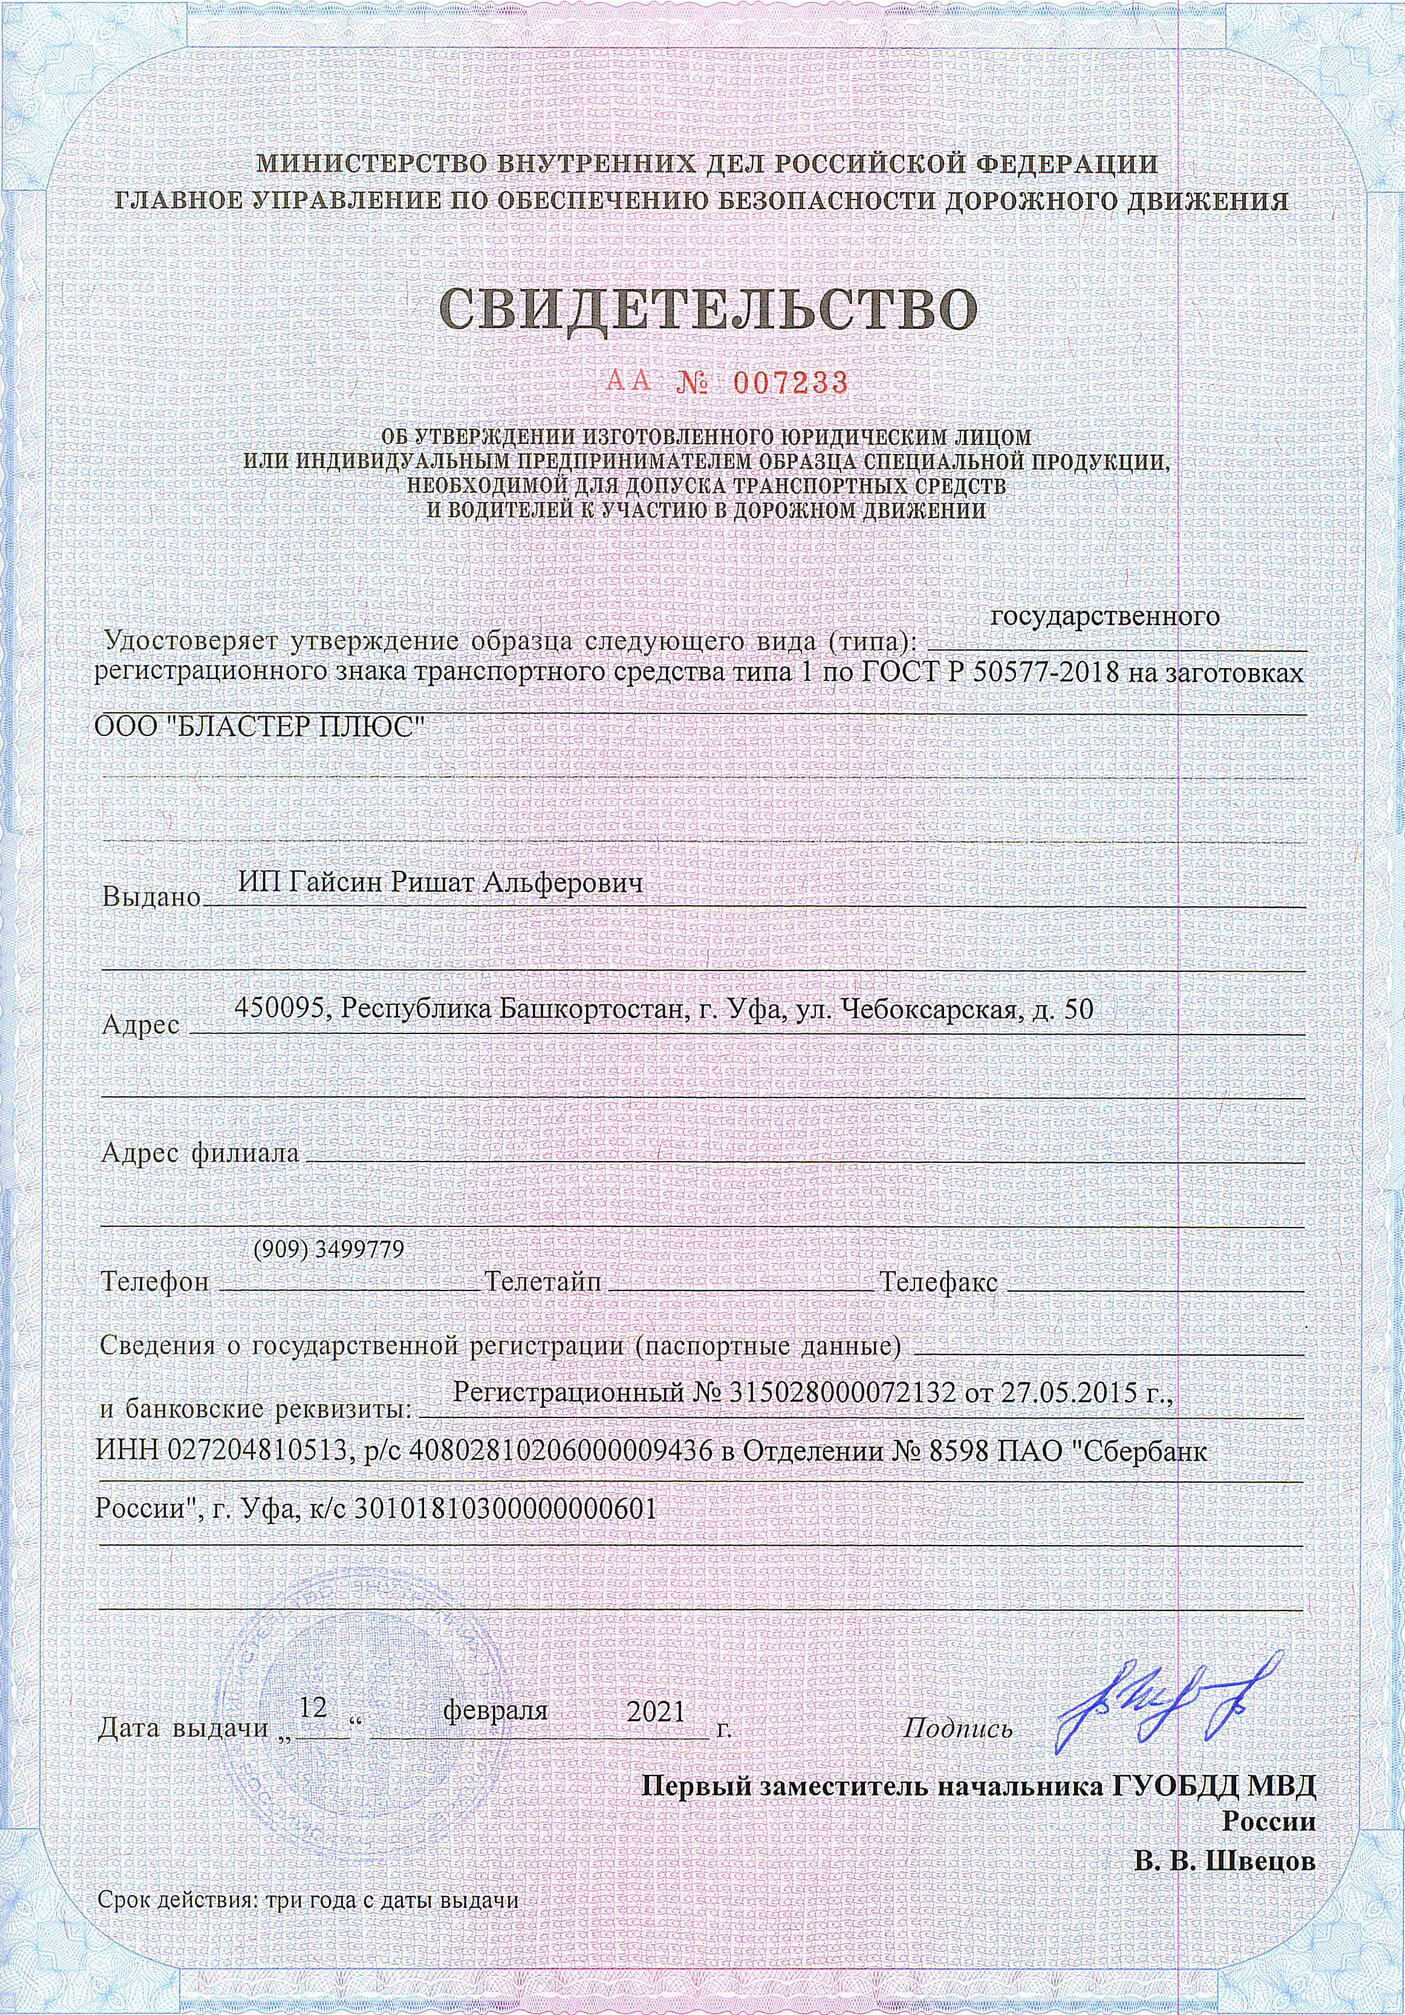 МИНИСТЕРСТВО ВНУТРЕННИХ ДЕЛ РОССИЙСКОЙ ФЕДЕРАЦИИ
ГЛАВНОЕ УПРАВЛЕНИЕ ПО ОБЕСПЕЧЕНИЮ БЕЗОПАСНОСТИ ДОРОЖНОГО ДВИЖЕНИЯ
СВИДЕТЕЛЬСТВО
АА № 007233
ОБ УТВЕРЖДЕНИИ ИЗГОТОВЛЕННОГО ЮРИДИЧЕСКИМ ЛИЦОМ
ИЛИ ИНДИВИДУАЛЬНЫМ ПРЕДПРИНИМАТЕЛЕМ ОБРАЗЦА СПЕЦИАЛЬНОЙ ПРОДУКЦИИ,
НЕОБХОДИМОЙ ДЛЯ ДОПУСКА ТРАНСПОРТНЫХ СРЕДСТВ
И ВОДИТЕЛЕЙ К УЧАСТИЮ В ДОРОЖНОМ ДВИЖЕНИИ
Удостоверяет утверждение образца следующего вида (типа): государственного
регистрационного знака транспортного средства типа 1 по ГОСТ Р 50577-2018 на заготовках
ООО "БЛАСТЕР ПЛЮС"
Выдано ИП Гайсин Ришат Альферович
Адрес 450095, Республика Башкортостан, г. Уфа, ул. Чебоксарская, д. 50
Адрес филиала
(909) 3499779
Телефон Телетайп Телефакс
Сведения о государственной регистрации (паспортные данные)
и банковские реквизиты: Регистрационный № 315028000072132 от 27.05.2015 г.,
ИНН 027204810513, р/с 40802810206000009436 в Отделении № 8598 ПАО "Сбербанк
России", г. Уфа, к/с 30101810300000000601
Дата выдачи „ 12 “ февраля 2021 г. Подпись
Первый заместитель начальника ГУОБДД МВД
России
В. В. Швецов
Срок действия: три года с даты выдачи